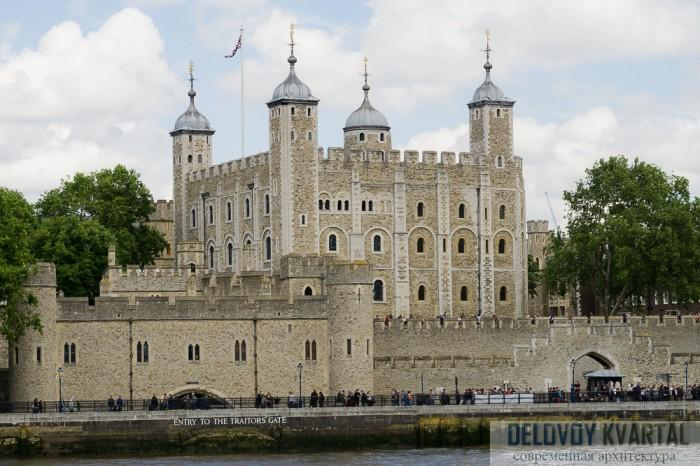 ENTRY TO THE TRAITORS GATE
DELOVOY KVARTAL
современная архитектура